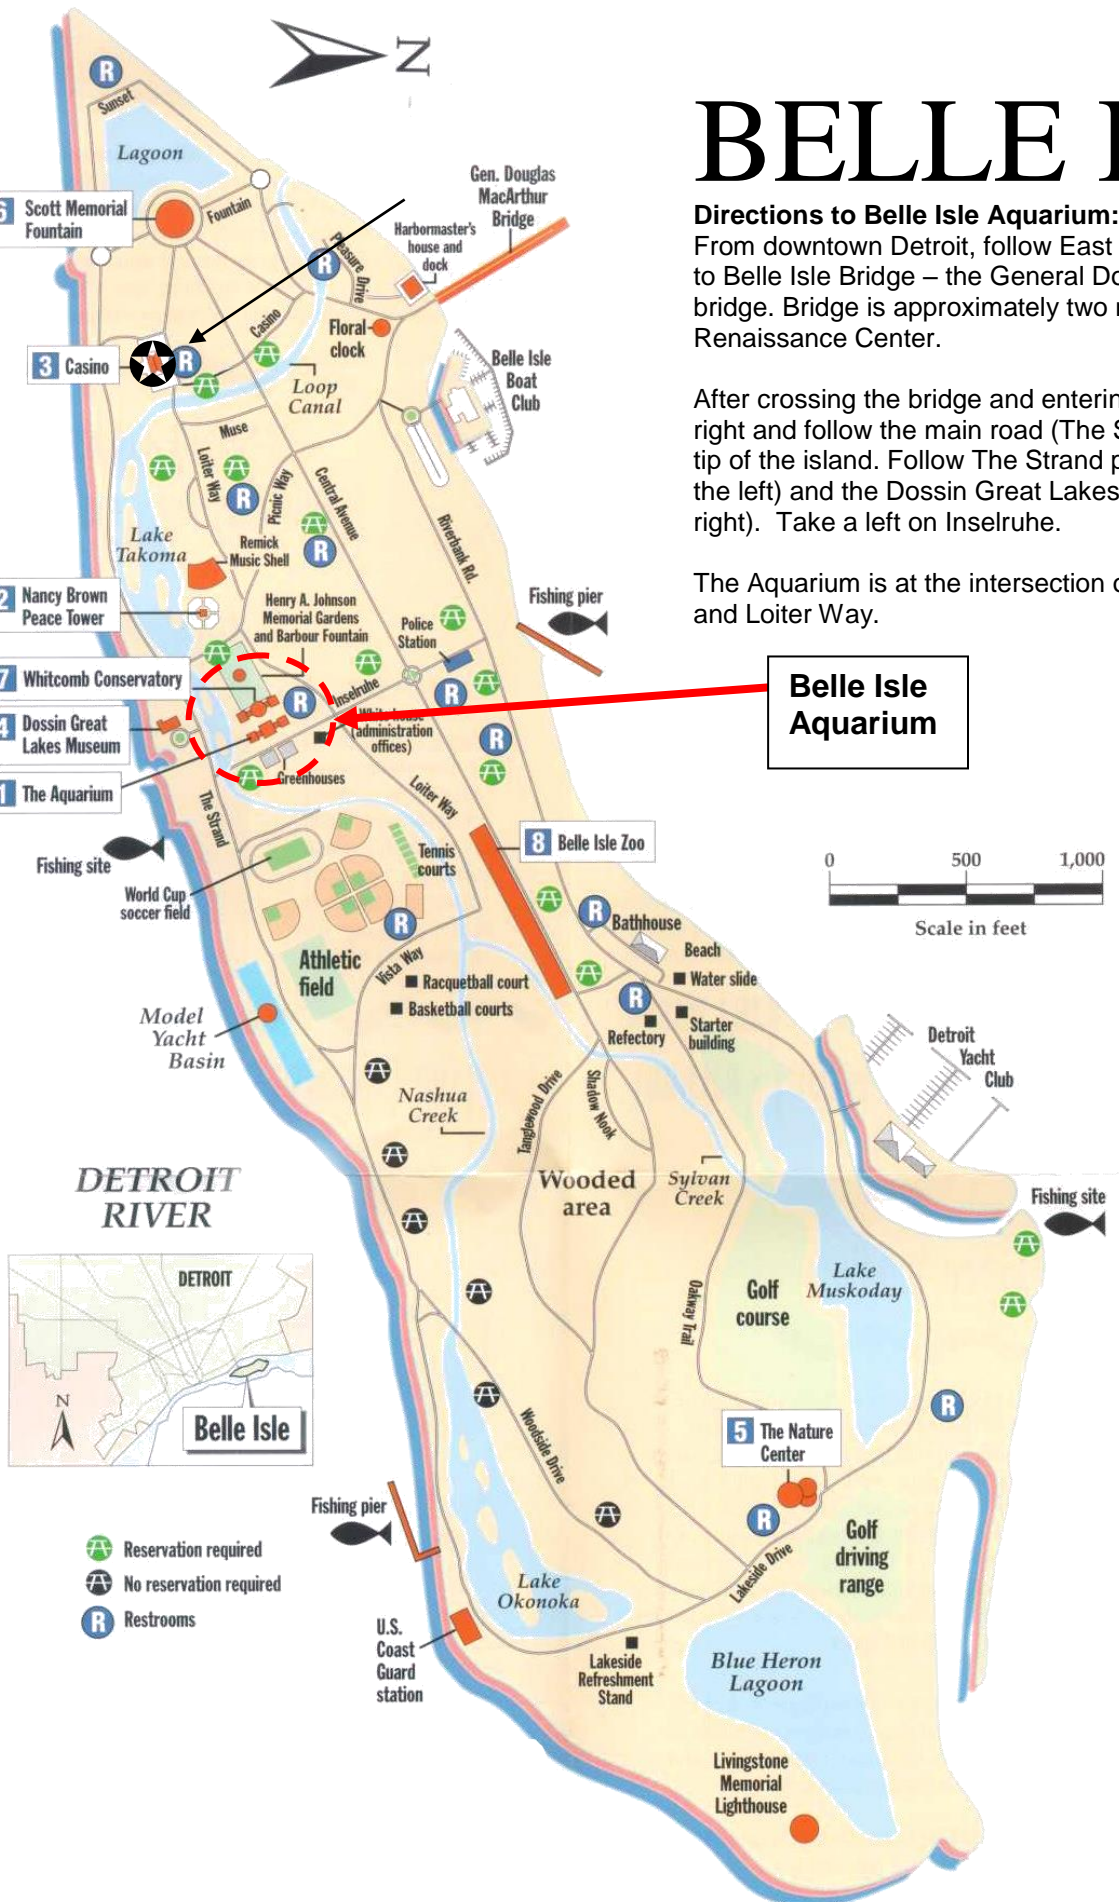 N
BELLE I
Directions to Belle Isle Aquarium:
From downtown Detroit, follow East
to Belle Isle Bridge – the General Do
bridge. Bridge is approximately two
Renaissance Center.
After crossing the bridge and enterin
right and follow the main road (The S
tip of the island. Follow The Strand p
the left) and the Dossin Great Lakes
right). Take a left on Inselruhe.
The Aquarium is at the intersection o
and Loiter Way.
Belle Isle
Aquarium
R
Sunset
Lagoon
6 Scott Memorial
Fountain
Fountain
Gen. Douglas
MacArthur
Bridge
Harbormaster's
house and
dock
R
Pleasure Drive
Casino
Floral
clock
3 Casino
R
Loop
Canal
Belle Isle
Boat
Club
Muse
Loiter Way
R
Picnic Way
Central Avenue
R
Riverbank Rd.
Lake
Takoma
Remick
Music Shell
2 Nancy Brown
Peace Tower
Henry A. Johnson
Memorial Gardens
and Barbour Fountain
Police
Station
Fishing pier
7 Whitcomb Conservatory
R
Inselruhe
R
4 Dossin Great
Lakes Museum
White house
(administration
offices)
R
1 The Aquarium
Greenhouses
The Strand
Loiter Way
Fishing site
World Cup
soccer field
Tennis
courts
8 Belle Isle Zoo
0 500 1,000
Scale in feet
R
R
Bathhouse
Beach
Athletic
field
Vista Way
Racquetball court
Basketball courts
Water slide
R
Refectory
Starter
building
Model
Yacht
Basin
Detroit
Yacht
Club
Nashua
Creek
Tanglewood Drive
Shadow Nook
Wooded
area
Sylvan
Creek
DETROIT
RIVER
Fishing site
DETROIT
N
Belle Isle
Golf
course
Lake
Muskoday
Oakway Trail
R
5 The Nature
Center
Woodside Drive
Fishing pier
R
Golf
driving
range
Reservation required
No reservation required
R Restrooms
Lake
Okonoka
Lakeside Drive
U.S.
Coast
Guard
station
Lakeside
Refreshment
Stand
Blue Heron
Lagoon
Livingstone
Memorial
Lighthouse